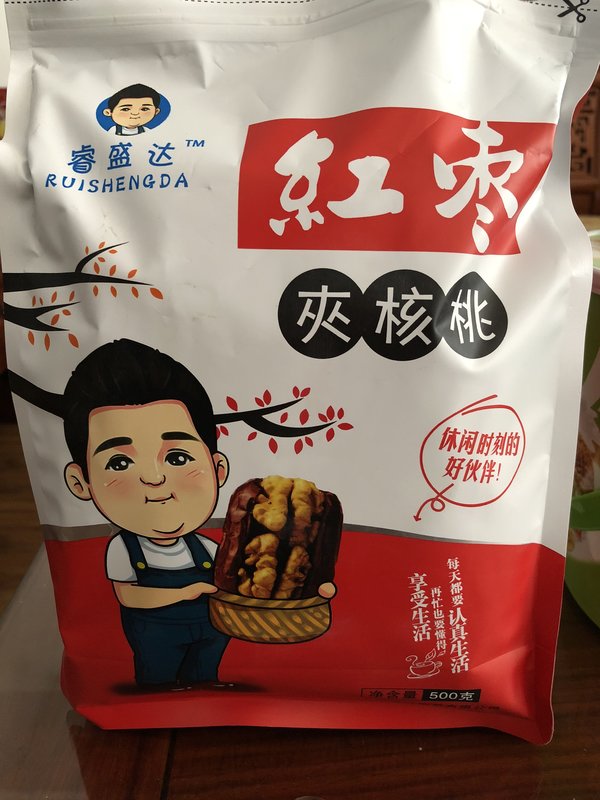 睿盛达™
RUISHENGDA
紅枣
夾核桃
休闲时刻的
好伙伴!
每天都要认真生活
再忙也要懂得
享受生活
净含量 500克